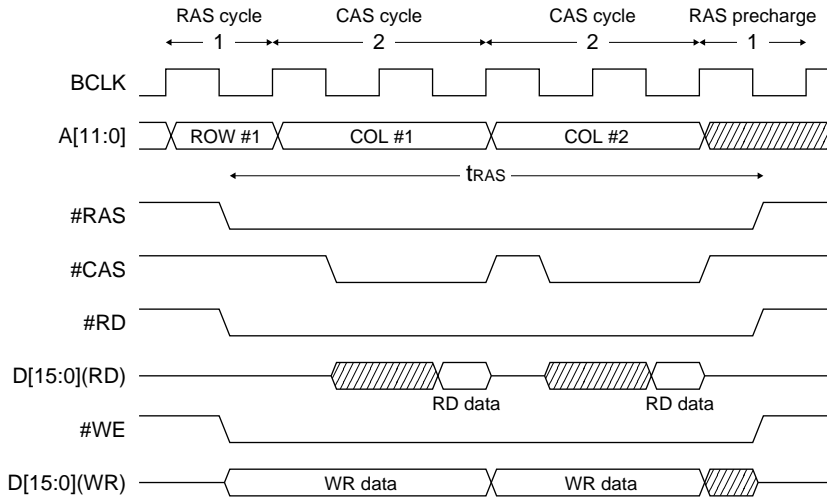 RAS cycle CAS cycle CAS cycle RAS precharge
1 2 2 1
BCLK
A[11:0] ROW #1 COL #1 COL #2
tRAS
#RAS
#CAS
#RD
D[15:0](RD)
RD data RD data
#WE
D[15:0](WR) WR data WR data